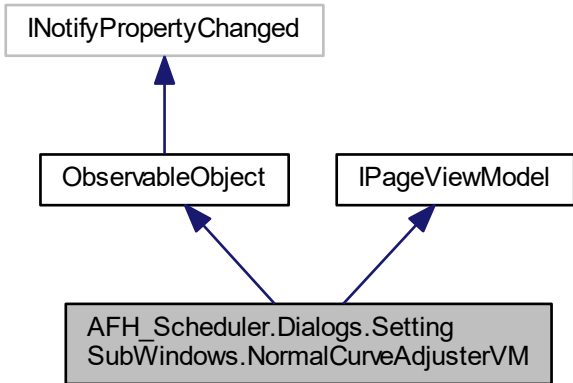 INotifyPropertyChanged
ObservableObject
IPageViewModel
AFH_Scheduler.Dialogs.Setting
SubWindows.NormalCurveAdjusterVM